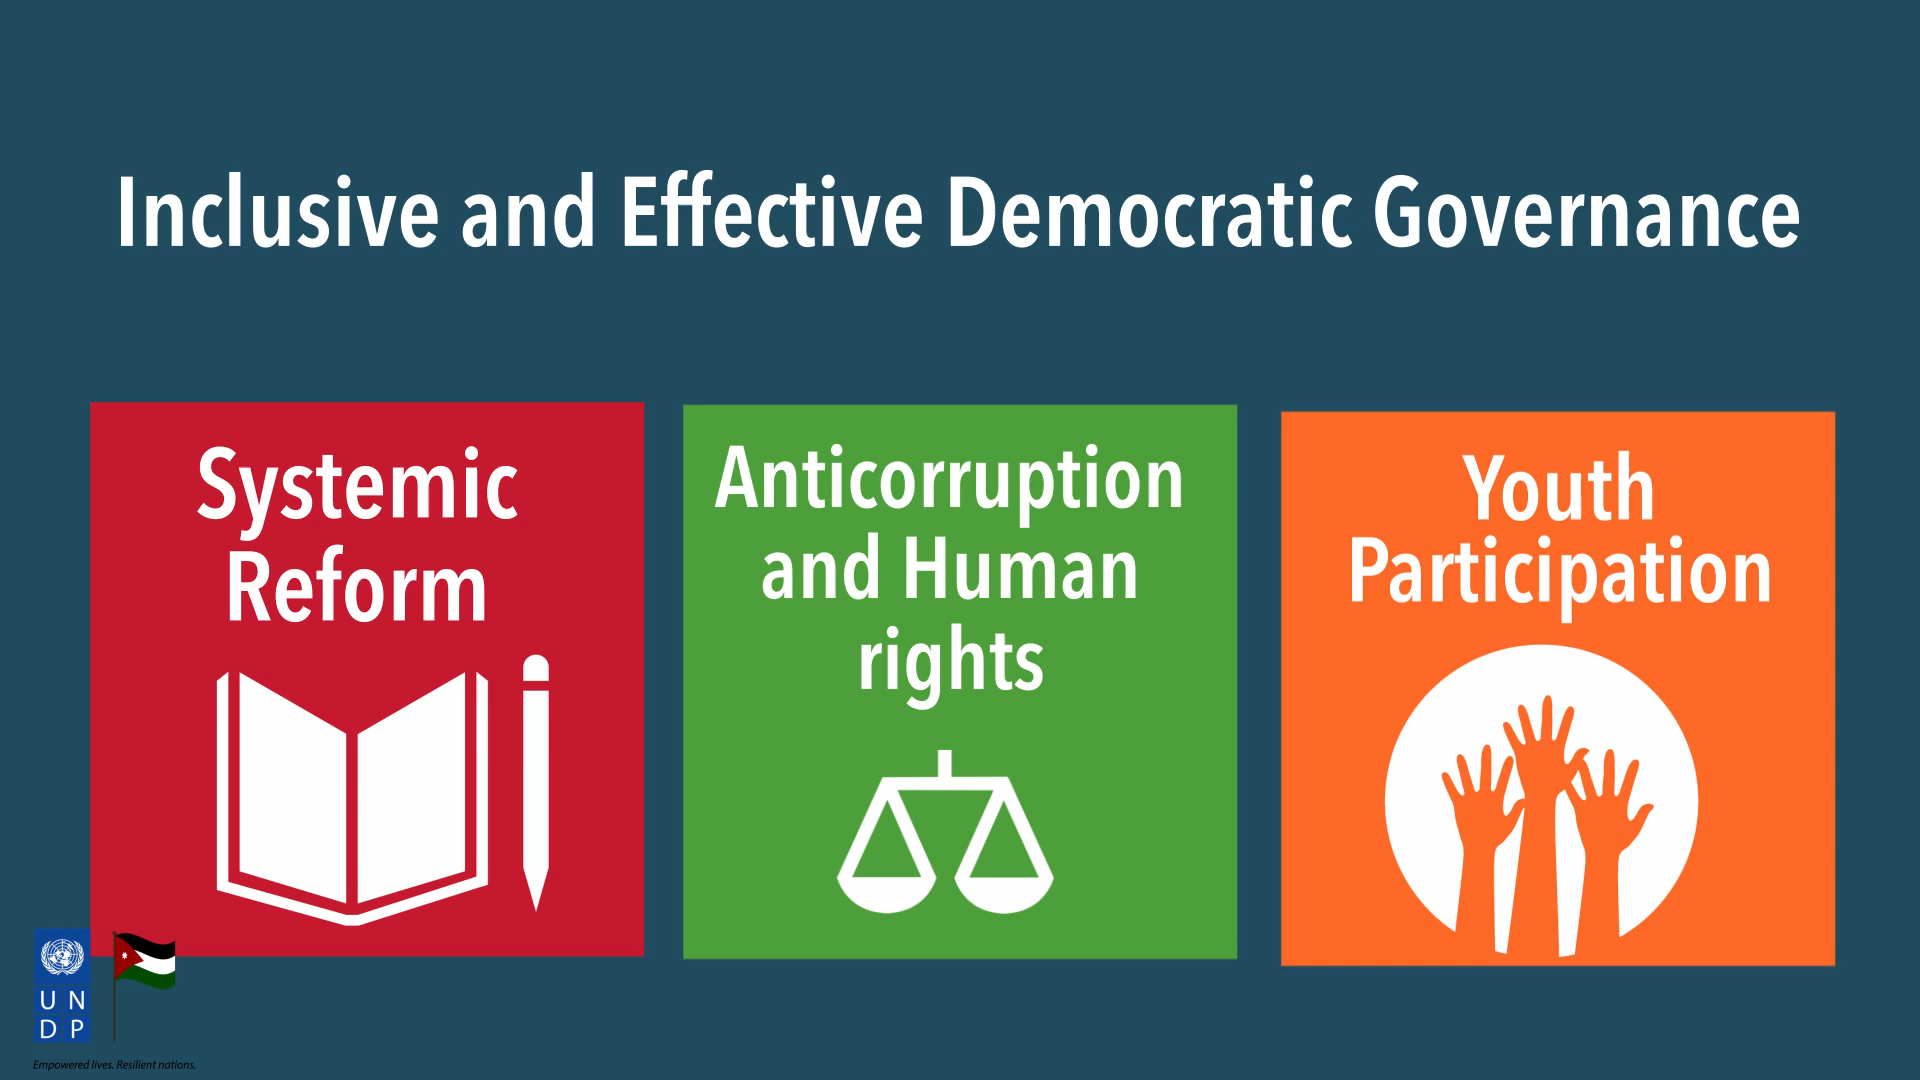 Inclusive and Effective Democratic Governance
Systemic
Reform
Anticorruption
and Human
rights
Youth
Participation
U N
D P
Empowered lives. Resilient nations.